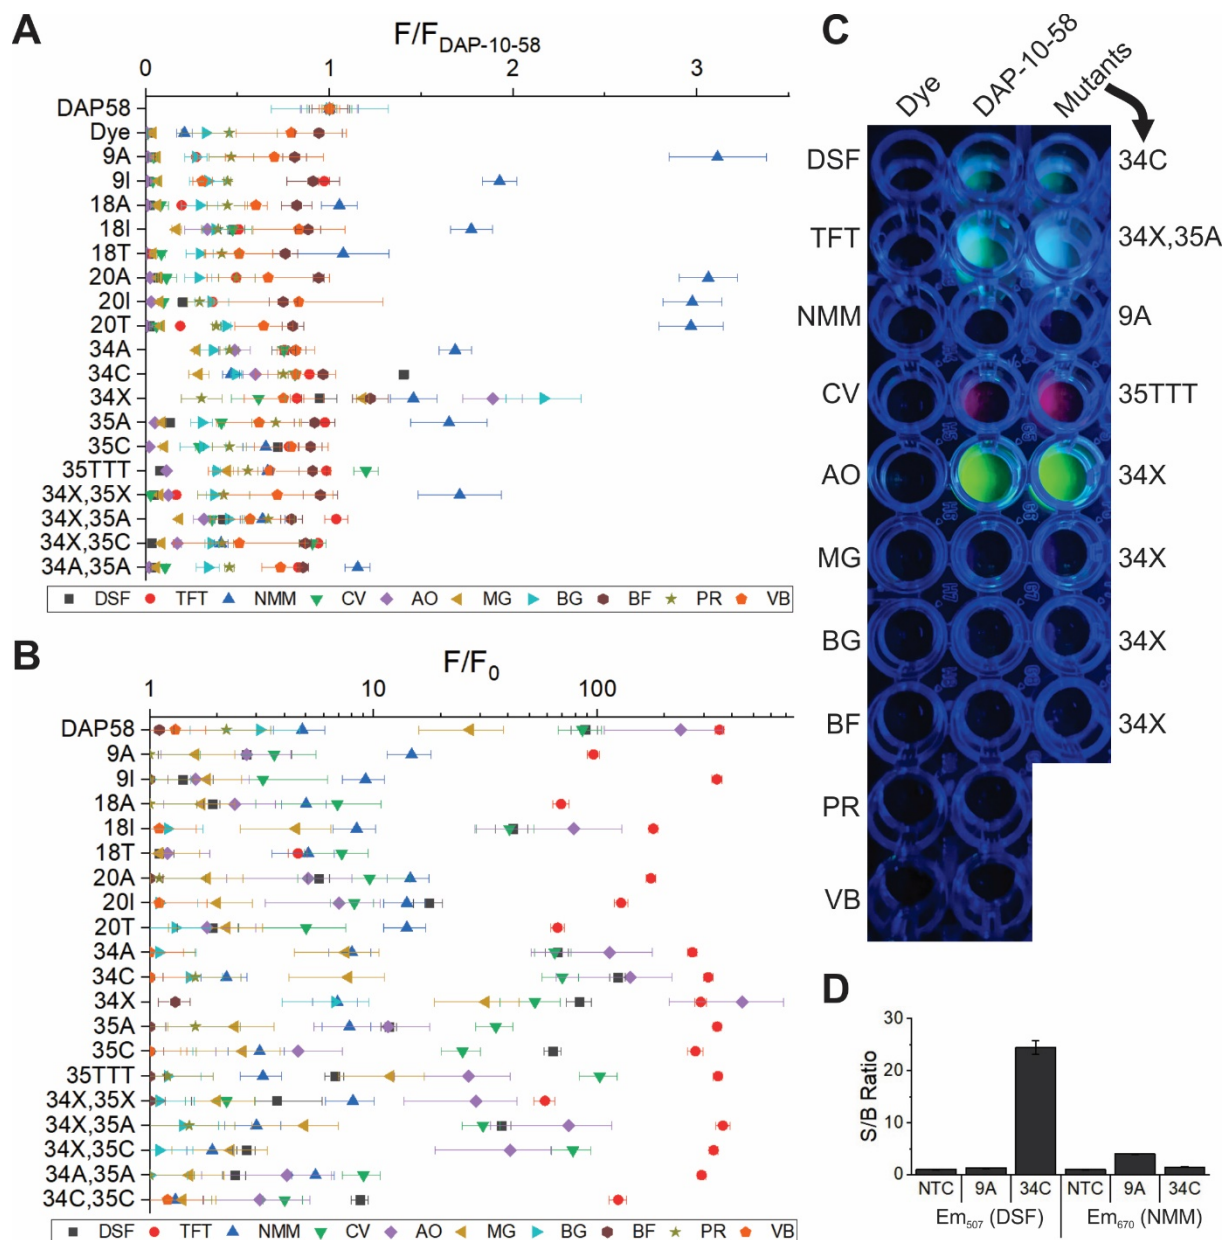 A
F/F DAP-10-58
0 1 2 3
DAP58
Dye
9A
9I
18A
18I
18T
20A
20I
20T
34A
34C
34X
35A
35C
35TTT
34X,35X
34X,35A
34X,35C
34A,35A
DSF TFT NMM CV AO MG BG BF PR VB
B
F/F0
1 10 100
DAP58
9A
9I
18A
18I
18T
20A
20I
20T
34A
34C
34X
35A
35C
35TTT
34X,35X
34X,35A
34X,35C
34A,35A
34C,35C
DSF TFT NMM CV AO MG BG BF PR VB
C
Dye DAP-10-58 Mutants
DSF 34C
TFT 34X,35A
NMM 9A
CV 35TTT
AO 34X
MG 34X
BG 34X
BF 34X
PR
VB
D
S/B Ratio
30
20
10
0
NTC 9A 34C NTC 9A 34C
Em507 (DSF) Em670 (NMM)